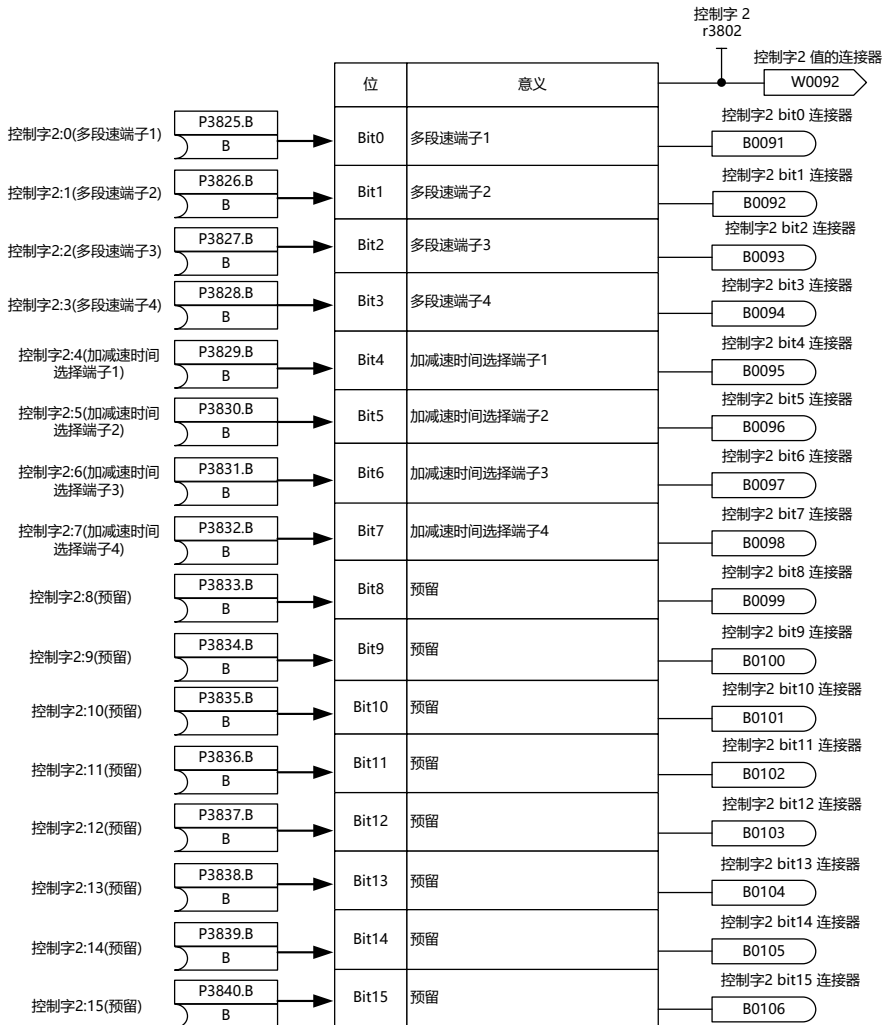 控制字 2
r3802
控制字2 值的连接器
W0092
位
意义
控制字2:0(多段速端子1)
P3825.B
B
Bit0
多段速端子1
控制字2 bit0 连接器
B0091
控制字2:1(多段速端子2)
P3826.B
B
Bit1
多段速端子2
控制字2 bit1 连接器
B0092
控制字2:2(多段速端子3)
P3827.B
B
Bit2
多段速端子3
控制字2 bit2 连接器
B0093
控制字2:3(多段速端子4)
P3828.B
B
Bit3
多段速端子4
控制字2 bit3 连接器
B0094
控制字2:4(加减速时间
选择端子1)
P3829.B
B
Bit4
加减速时间选择端子1
控制字2 bit4 连接器
B0095
控制字2:5(加减速时间
选择端子2)
P3830.B
B
Bit5
加减速时间选择端子2
控制字2 bit5 连接器
B0096
控制字2:6(加减速时间
选择端子3)
P3831.B
B
Bit6
加减速时间选择端子3
控制字2 bit6 连接器
B0097
控制字2:7(加减速时间
选择端子4)
P3832.B
B
Bit7
加减速时间选择端子4
控制字2 bit7 连接器
B0098
控制字2:8(预留)
P3833.B
B
Bit8
预留
控制字2 bit8 连接器
B0099
控制字2:9(预留)
P3834.B
B
Bit9
预留
控制字2 bit9 连接器
B0100
控制字2:10(预留)
P3835.B
B
Bit10
预留
控制字2 bit10 连接器
B0101
控制字2:11(预留)
P3836.B
B
Bit11
预留
控制字2 bit11 连接器
B0102
控制字2:12(预留)
P3837.B
B
Bit12
预留
控制字2 bit12 连接器
B0103
控制字2:13(预留)
P3838.B
B
Bit13
预留
控制字2 bit13 连接器
B0104
控制字2:14(预留)
P3839.B
B
Bit14
预留
控制字2 bit14 连接器
B0105
控制字2:15(预留)
P3840.B
B
Bit15
预留
控制字2 bit15 连接器
B0106